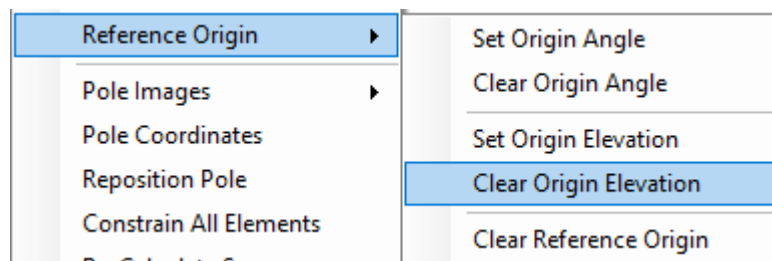 Reference Origin
Pole Images
Pole Coordinates
Reposition Pole
Constrain All Elements
Set Origin Angle
Clear Origin Angle
Set Origin Elevation
Clear Origin Elevation
Clear Reference Origin